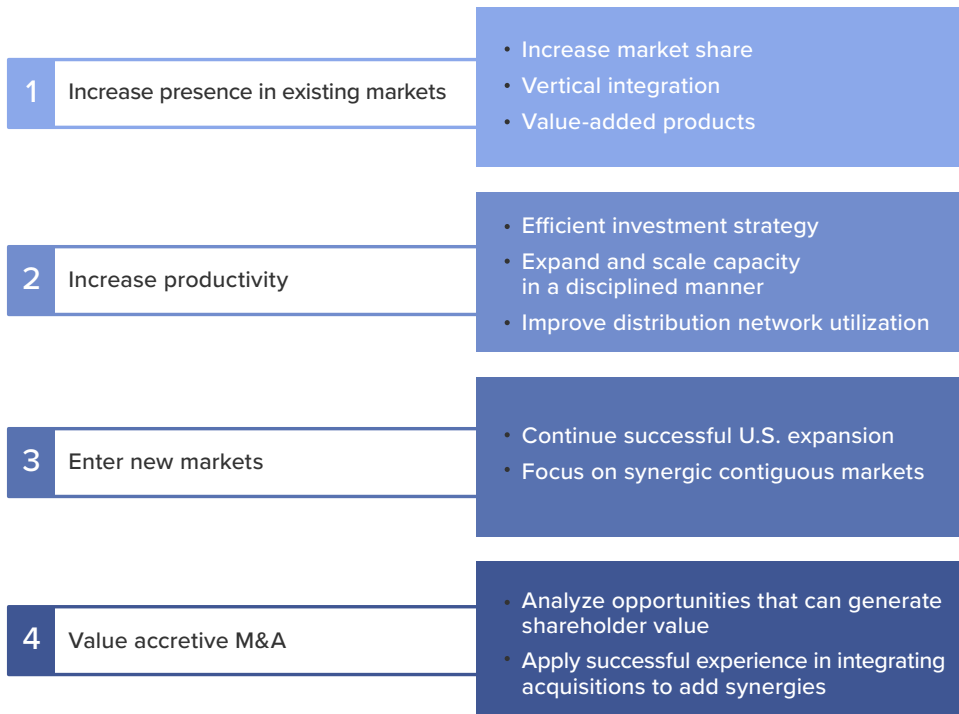 1
Increase presence in existing markets
• Increase market share
• Vertical integration
• Value-added products
2
Increase productivity
• Efficient investment strategy
• Expand and scale capacity
in a disciplined manner
• Improve distribution network utilization
3
Enter new markets
• Continue successful U.S. expansion
• Focus on synergic contiguous markets
4
Value accretive M&A
• Analyze opportunities that can generate
shareholder value
• Apply successful experience in integrating
acquisitions to add synergies